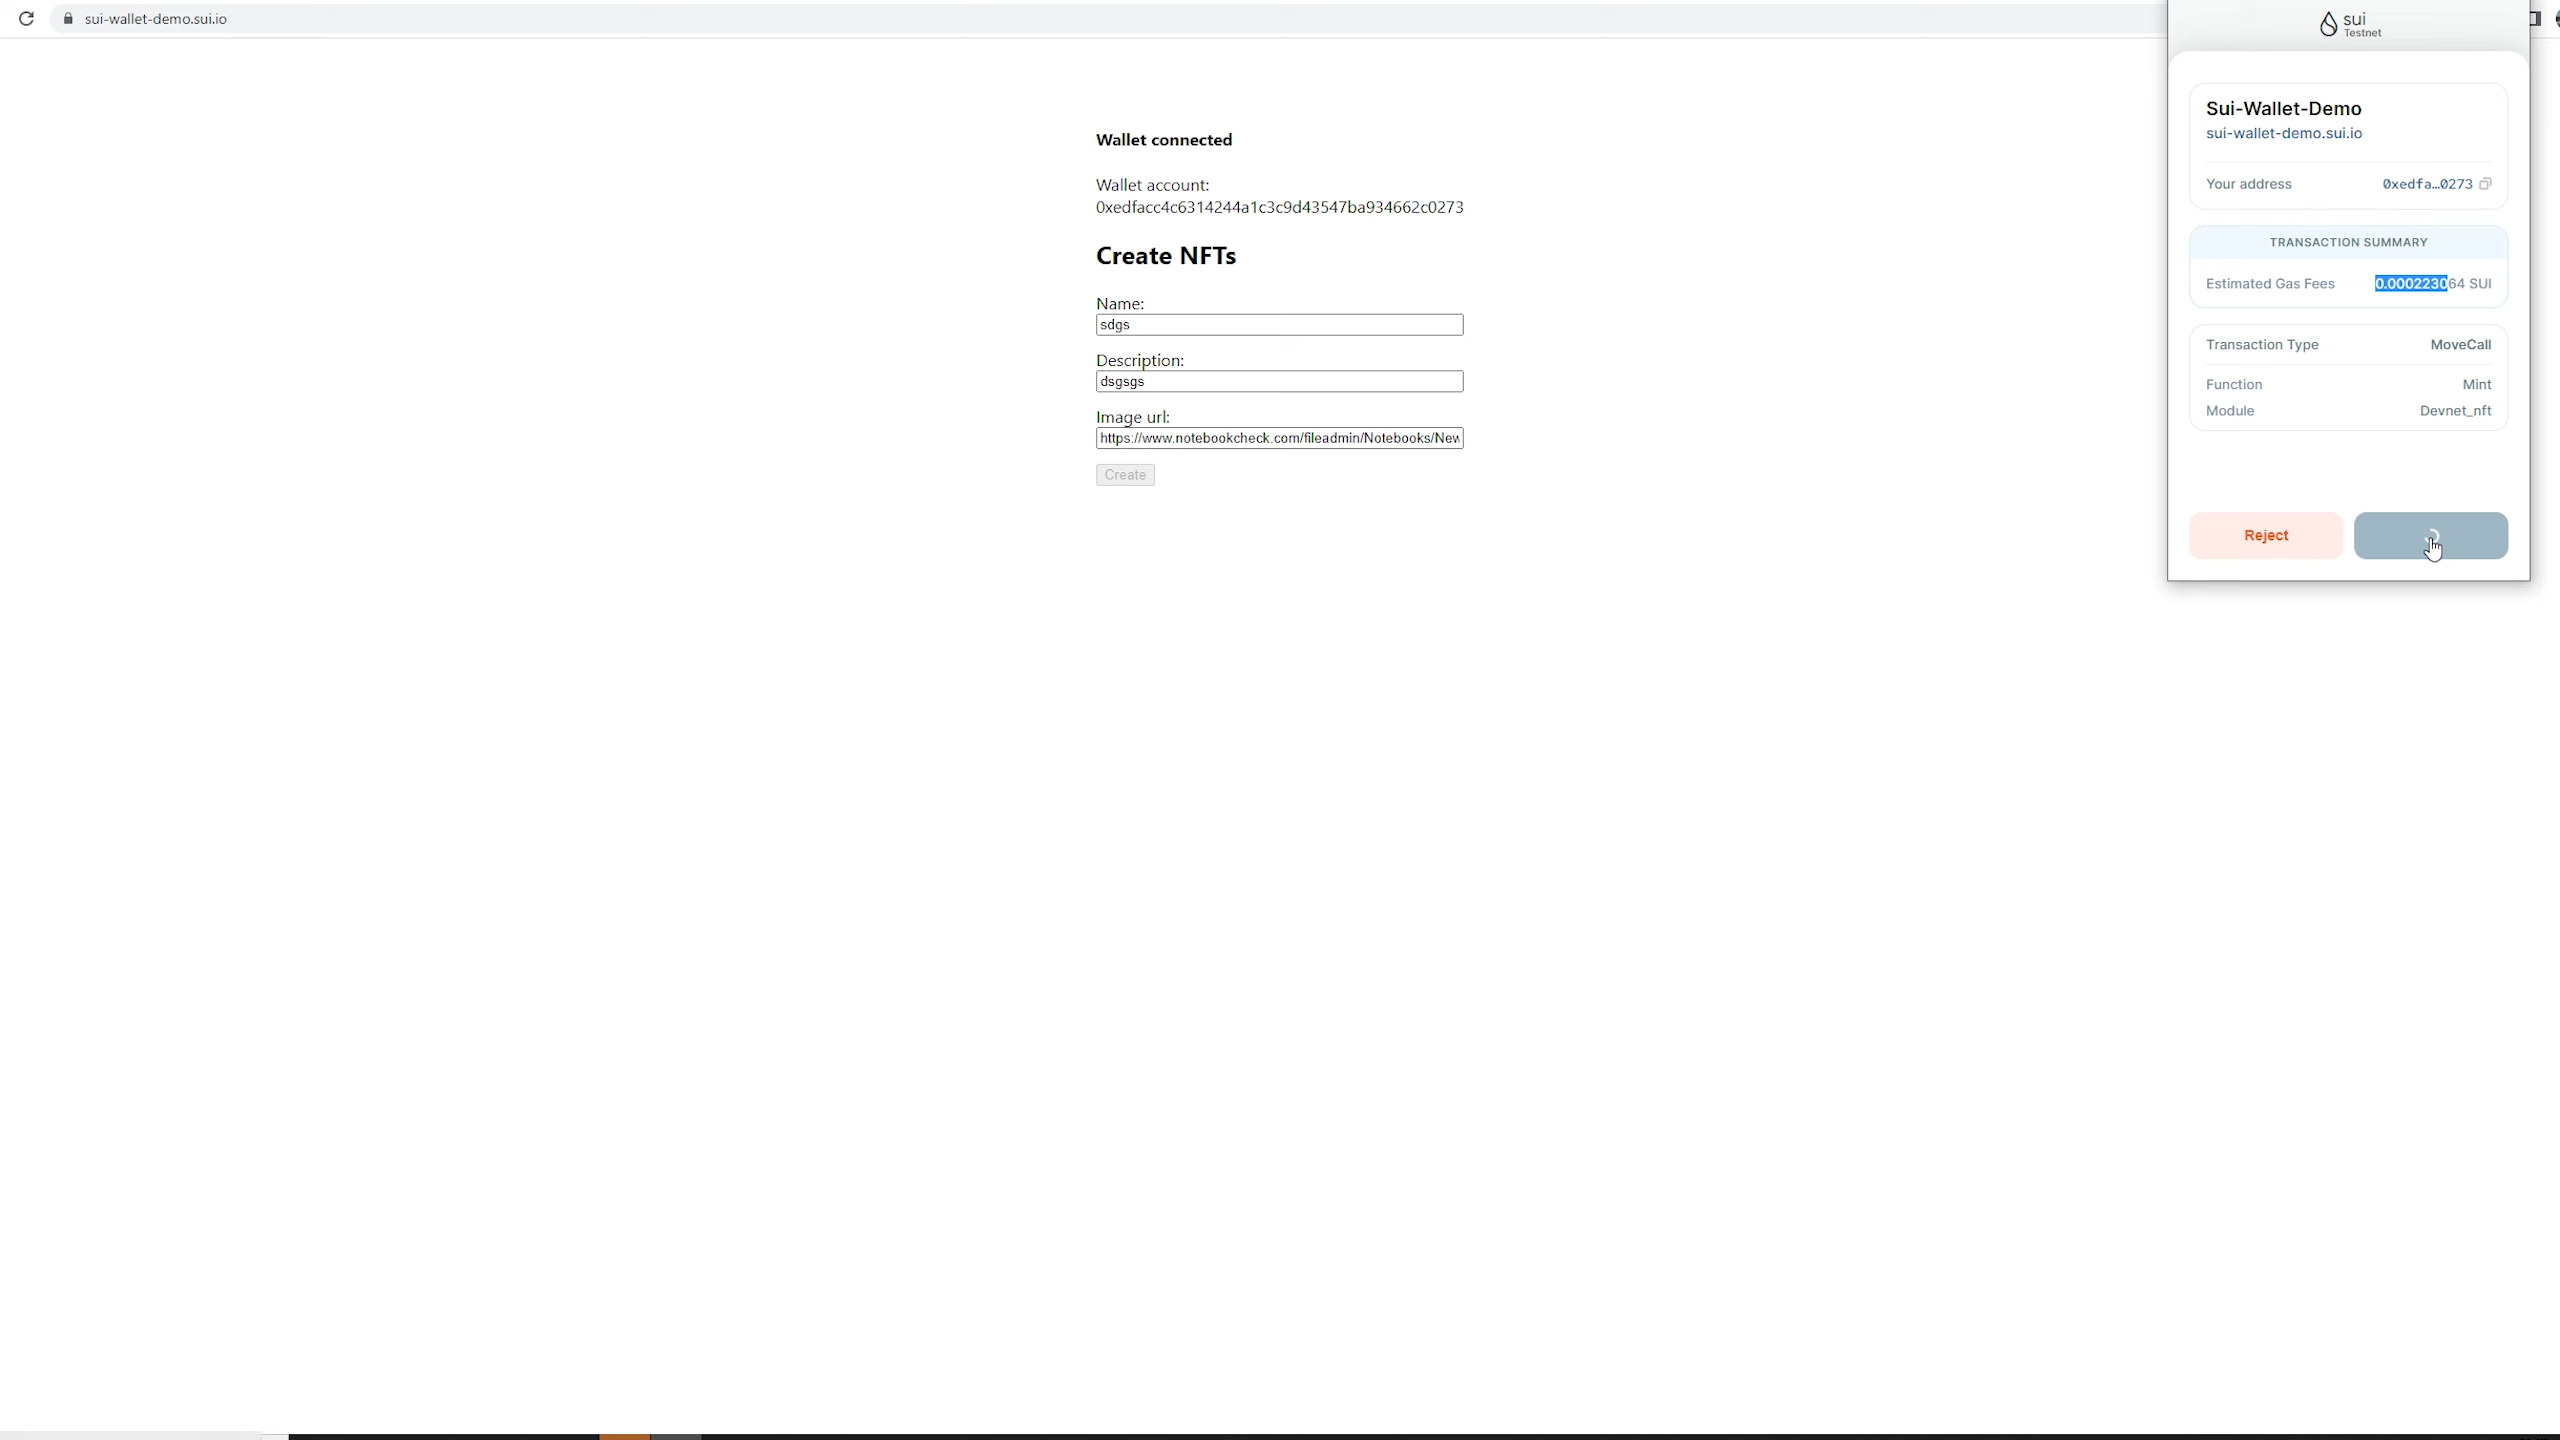 sui-wallet-demo.sui.io
Wallet connected
Wallet account:
0xedfacc4c6314244a1c3c9d43547ba934662c0273
Create NFTs
Name:
sdgs
Description:
dsgsgs
Image url:
https://www.notebookcheck.com/fileadmin/Notebooks/New
Create
sui
Testnet
Sui-Wallet-Demo
sui-wallet-demo.sui.io
Your address 0xedfa…0273
TRANSACTION SUMMARY
Estimated Gas Fees 0.000223064 SUI
Transaction Type MoveCall
Function Mint
Module Devnet_nft
Reject